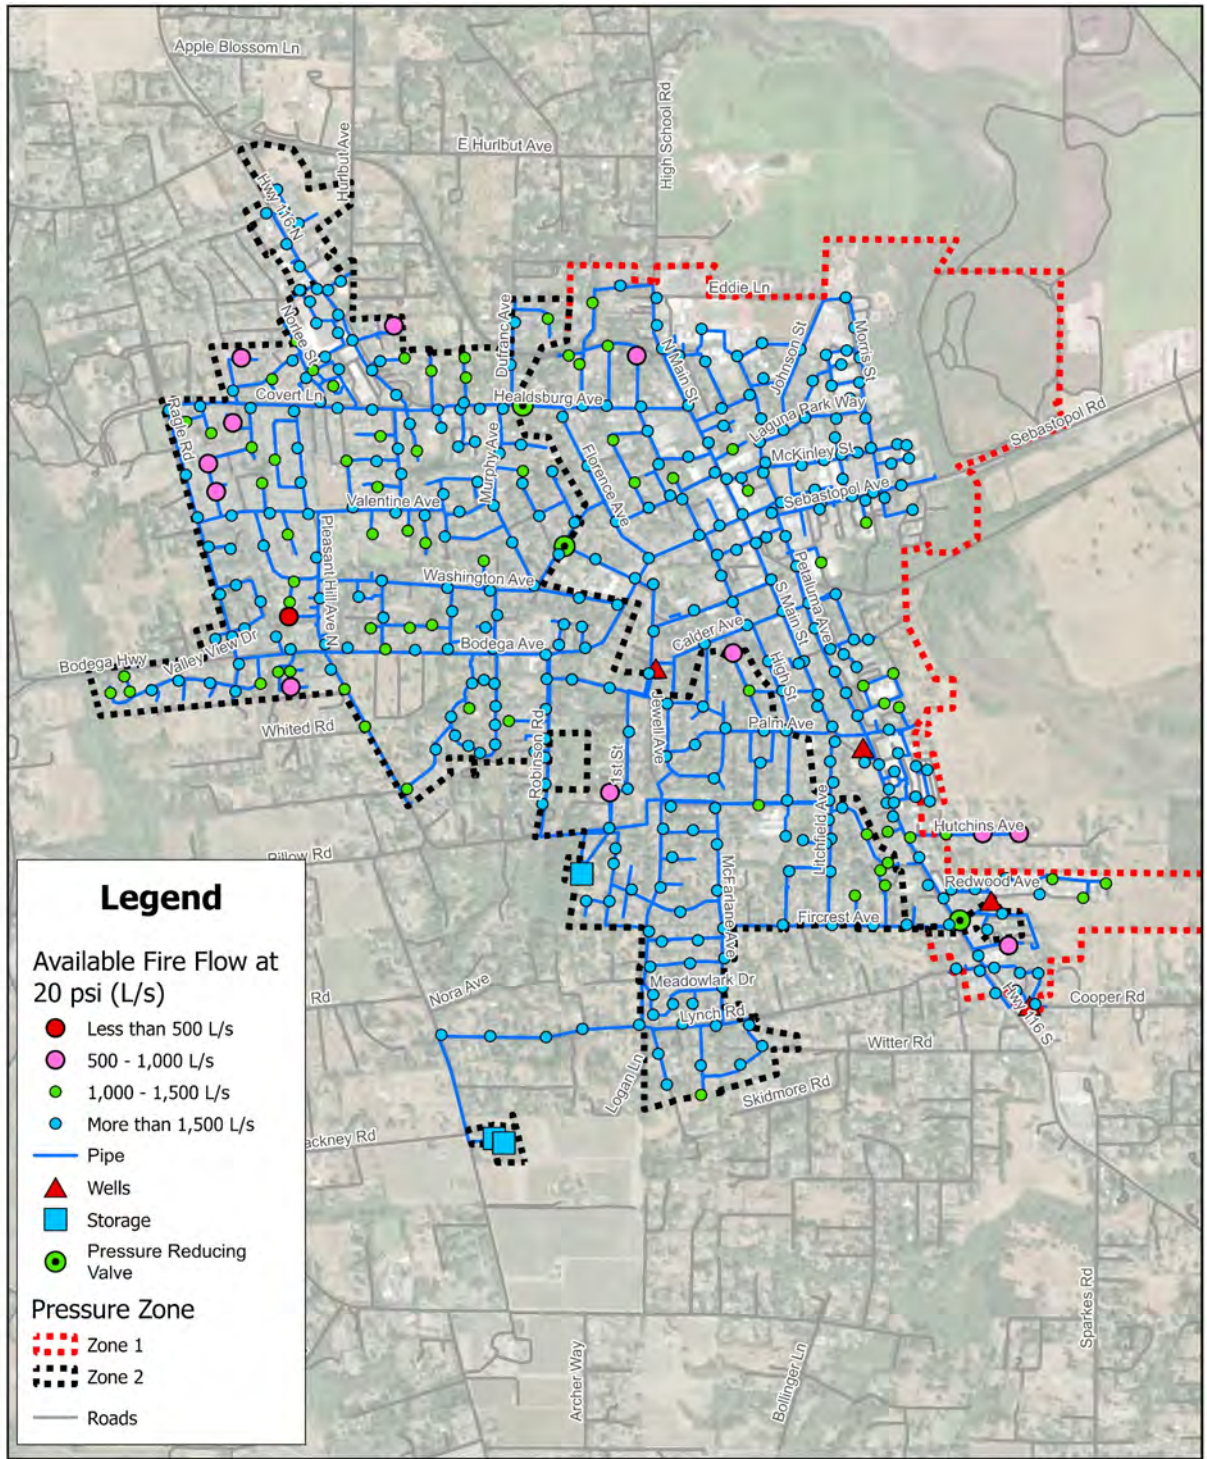 Apple Blossom Ln
Hurlbut Ave
E Hurlbut Ave
High School Rd
Hwy 116 N
Eddie Ln
Dufranc Ave
Norlee St
N Main St
Johnson St
Morris St
Covert Ln
Healdsburg Ave
Laguna Park Way
Sebastopol Rd
Ragle Rd
Murphy Ave
Florence Ave
McKinley St
Valentine Ave
Sebastopol Ave
Pleasant Hill Ave N
Washington Ave
Petaluma Ave
S Main St
Calder Ave
Bodega Ave
Bodega Hwy
Valley View Dr
High St
Jewell Ave
Whited Rd
Palm Ave
Robinson Rd
1st St
Litchfield Ave
Hutchins Ave
Pillow Rd
McFarlane Ave
Redwood Ave
Fircrest Ave
Meadowlark Dr
Nora Ave
Rd
Lynch Rd
Hwy 116 S
Cooper Rd
Witter Rd
Logan Ln
Skidmore Rd
ackney Rd
Sparkes Rd
Archer Way
Bollinger Ln
Legend
Available Fire Flow at
20 psi (L/s)
Less than 500 L/s
500 - 1,000 L/s
1,000 - 1,500 L/s
More than 1,500 L/s
Pipe
Wells
Storage
Pressure Reducing
Valve
Pressure Zone
Zone 1
Zone 2
Roads